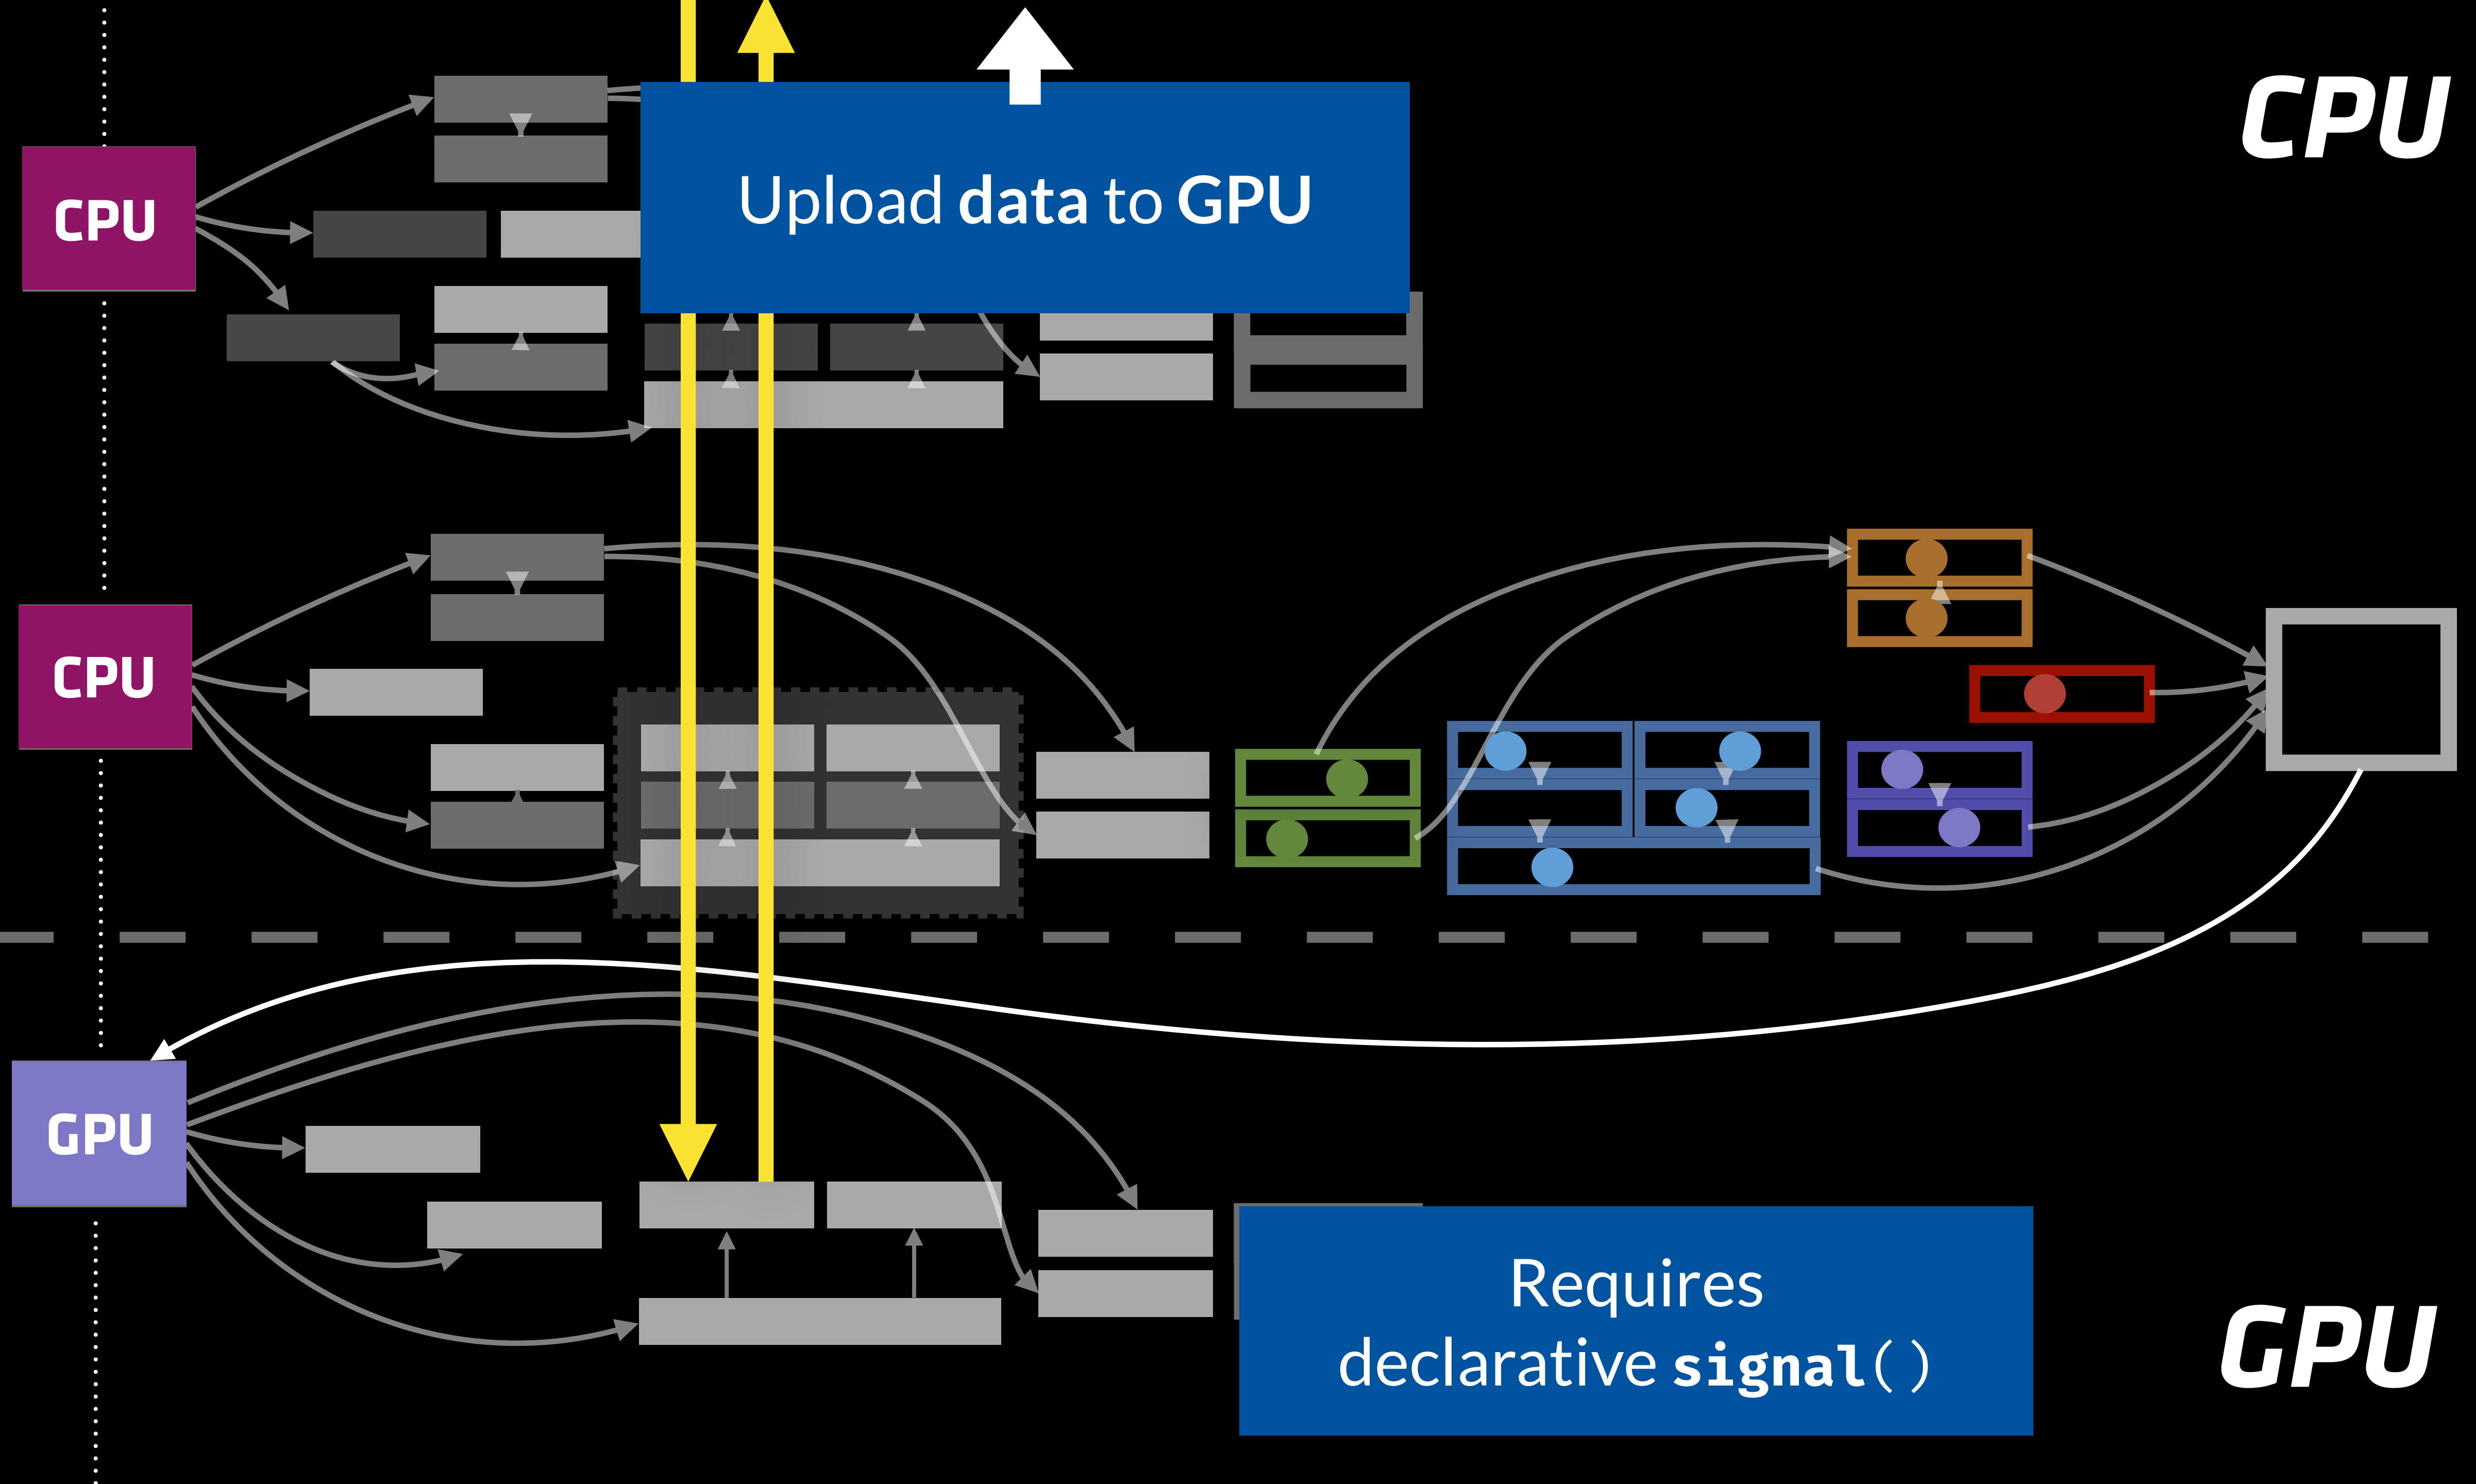 CPU
CPU
Upload data to GPU
CPU
GPU
Requires
declarative signal()
GPU